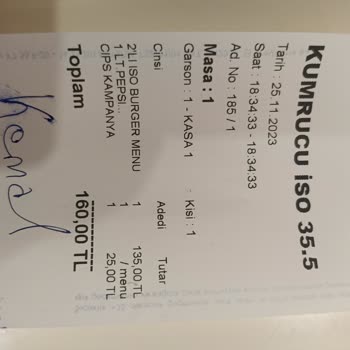 KUMRUCU iso 35.5
Tarih : 25.11.2023
Saat : 18:34:33 - 18:34:33
Ad. No : 185 / 1
Masa : 1
Garson : 1 - KASA 1 Kisi : 1
Cinsi Adedi Tutar
2'Lİ ISO BURGER MENU 1 135,00 TL
1 LT PEPSİ... 1 / menu
CİPS KAMPANYA 1 25,00 TL
------------
Toplam 160,00 TL
Kemal